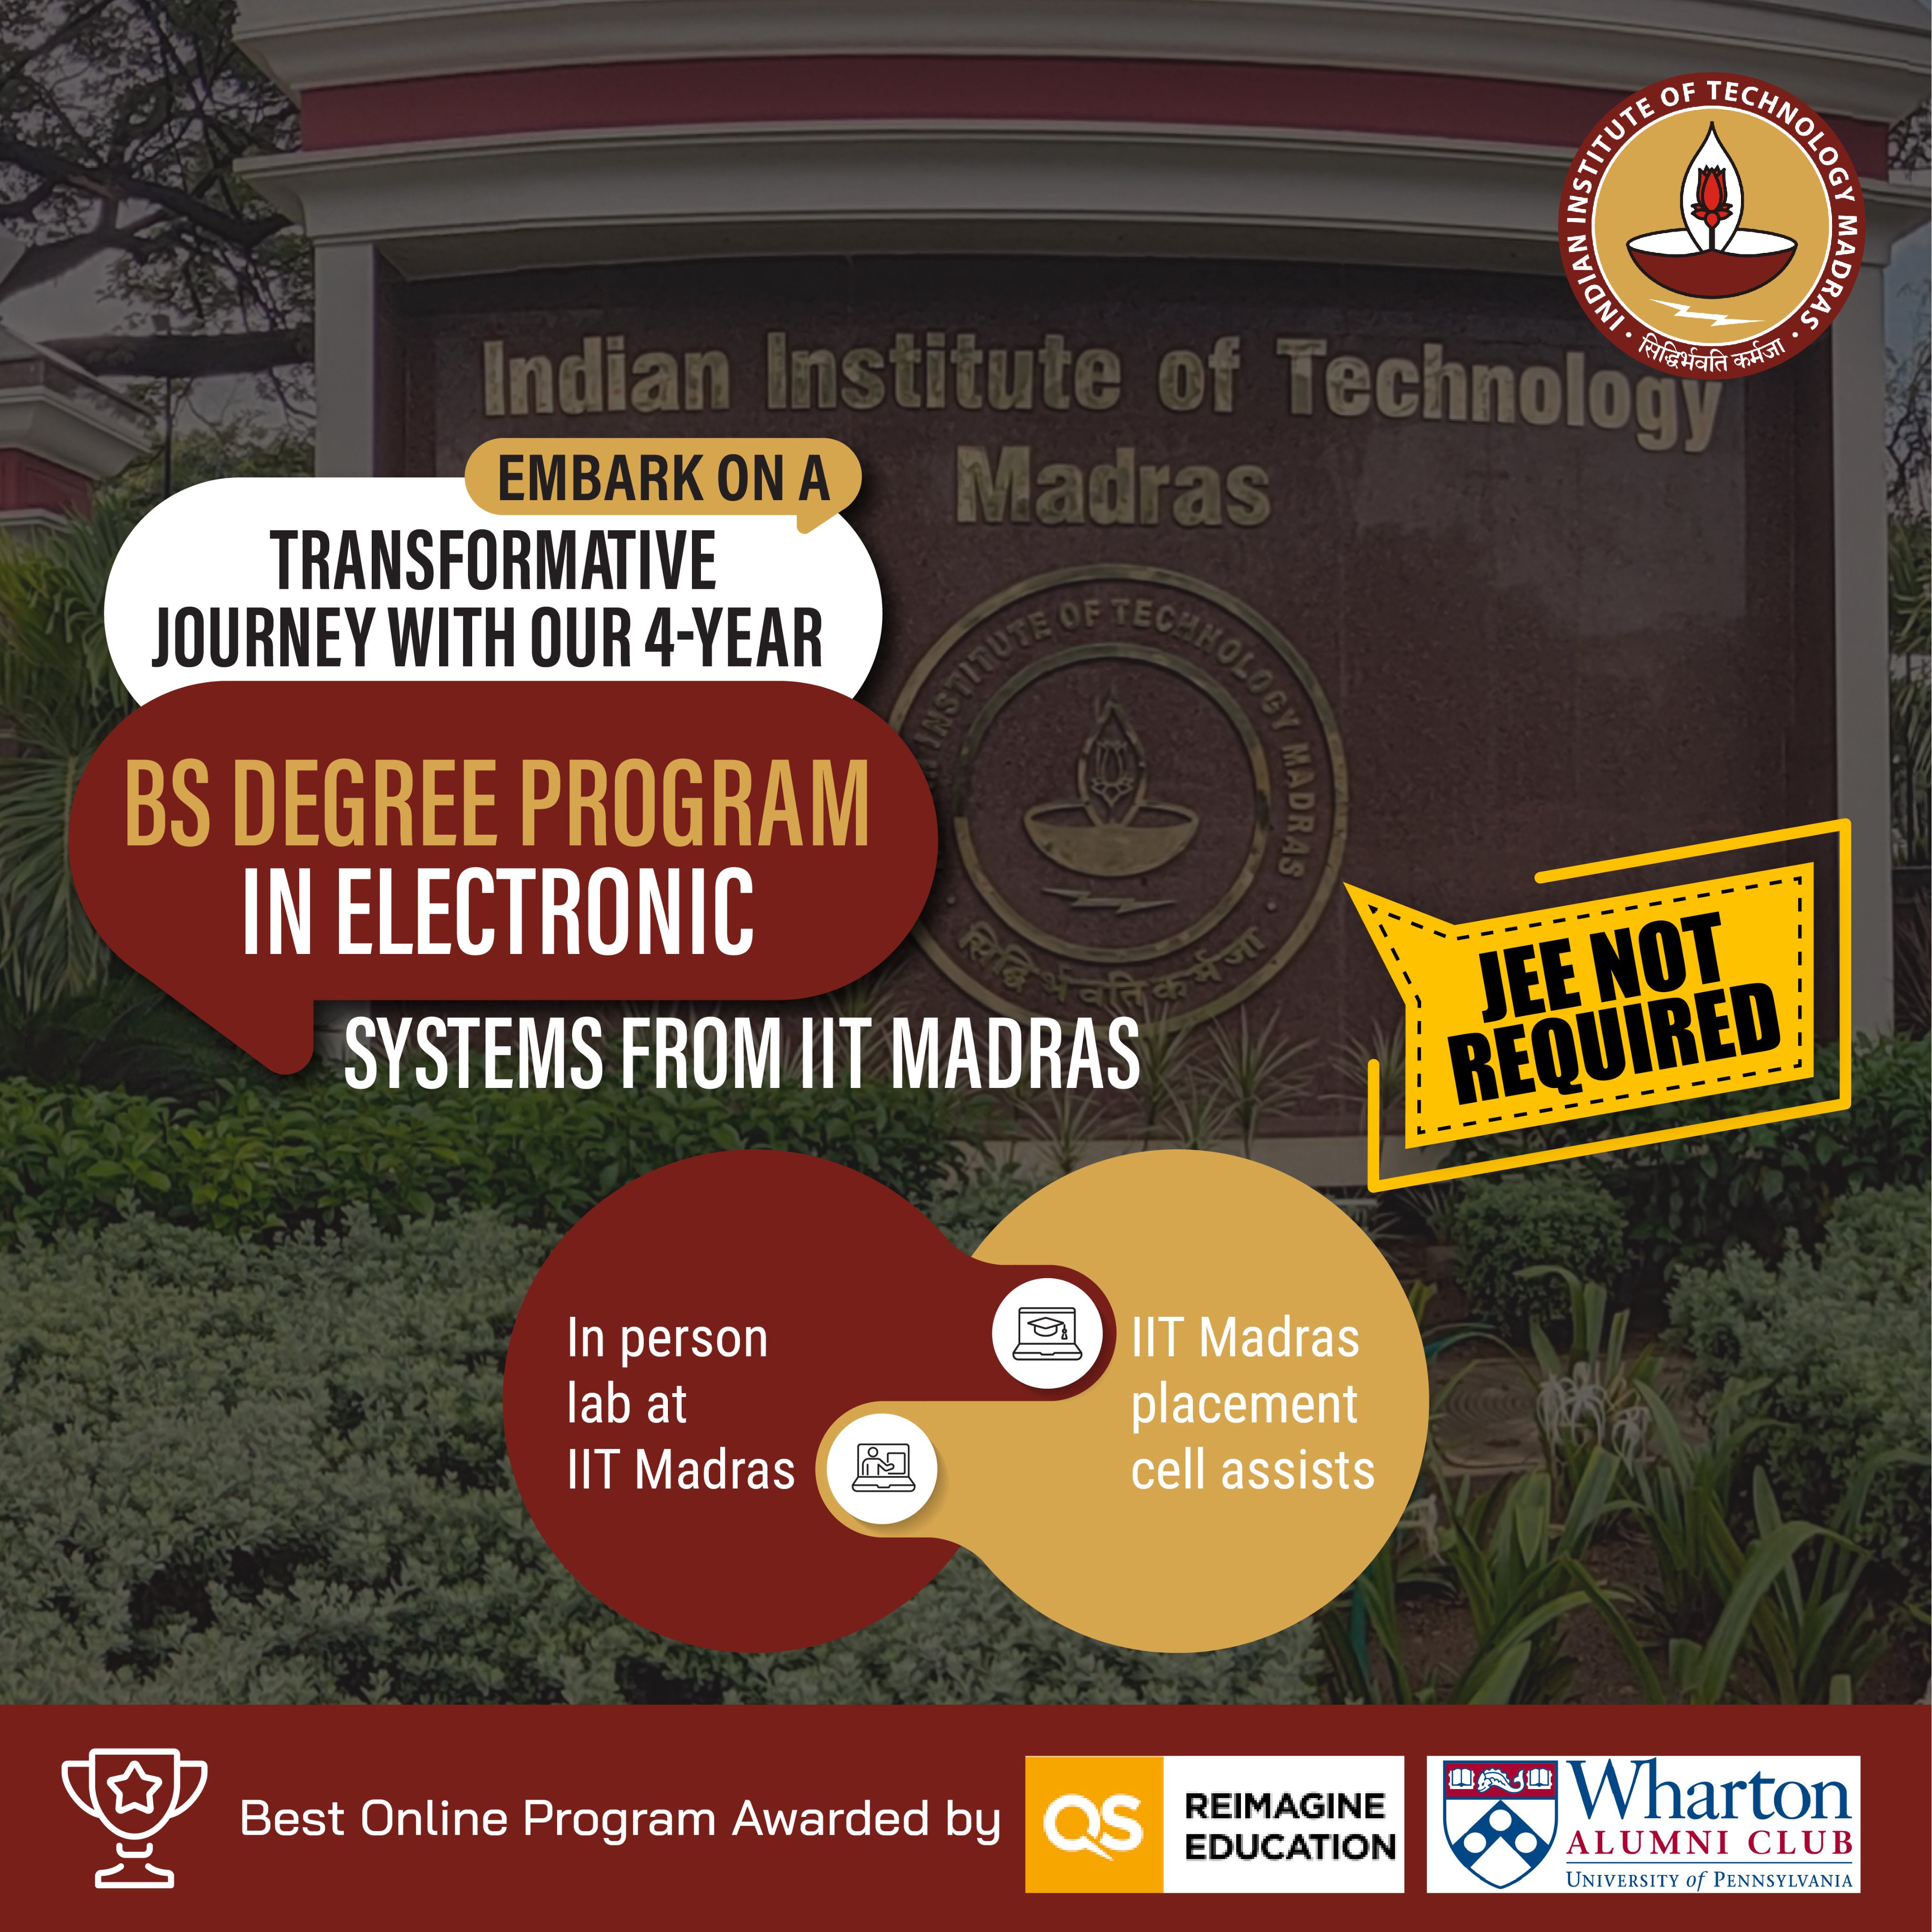 INDIAN INSTITUTE OF TECHNOLOGY MADRAS
सिद्धिर्भवति कर्मजा
Indian Institute of Technology
Madras
EMBARK ON A
TRANSFORMATIVE
JOURNEY WITH OUR 4-YEAR
BS DEGREE PROGRAM
IN ELECTRONIC
SYSTEMS FROM IIT MADRAS
INSTITUTE OF TECHNOLOGY MADRAS
सिद्धिर्भवति कर्मजा
JEE NOT
REQUIRED
In person
lab at
IIT Madras
IIT Madras
placement
cell assists
Best Online Program Awarded by
QS
REIMAGINE
EDUCATION
Wharton
ALUMNI CLUB
UNIVERSITY of PENNSYLVANIA